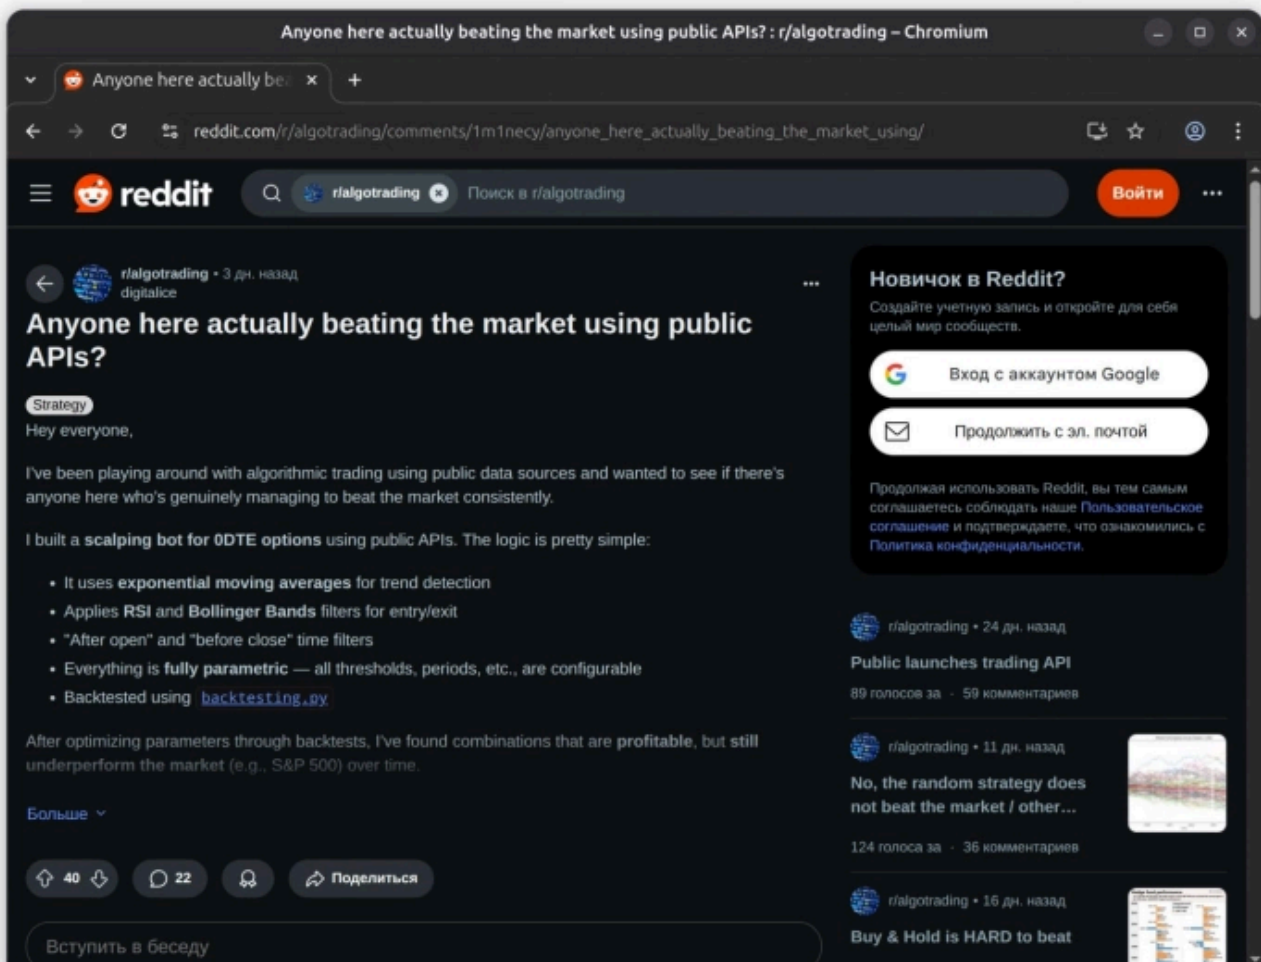 Anyone here actually beating the market using public APIs? : r/algotrading – Chromium
Anyone here actually bea
reddit.com/r/algotrading/comments/1m1necy/anyone_here_actually_beating_the_market_using/
reddit
r/algotrading
Поиск в r/algotrading
Войти
r/algotrading • 3 дн. назад
digitalice
Anyone here actually beating the market using public
APIs?
Strategy
Hey everyone,
I've been playing around with algorithmic trading using public data sources and wanted to see if there's
anyone here who's genuinely managing to beat the market consistently.
I built a scalping bot for 0DTE options using public APIs. The logic is pretty simple:
• It uses exponential moving averages for trend detection
• Applies RSI and Bollinger Bands filters for entry/exit
• "After open" and "before close" time filters
• Everything is fully parametric — all thresholds, periods, etc., are configurable
• Backtested using backtesting.py
After optimizing parameters through backtests, I've found combinations that are profitable, but still
underperform the market (e.g., S&P 500) over time.
Больше
40
22
Поделиться
Вступить в беседу
Новичок в Reddit?
Создайте учетную запись и откройте для себя
целый мир сообществ.
Вход с аккаунтом Google
Продолжить с эл. почтой
Продолжая использовать Reddit, вы тем самым
соглашаетесь соблюдать наше Пользовательское
соглашение и подтверждаете, что ознакомились с
Политика конфиденциальности.
r/algotrading • 24 дн. назад
Public launches trading API
89 голосов за · 59 комментариев
r/algotrading • 11 дн. назад
No, the random strategy does
not beat the market / other…
124 голоса за · 36 комментариев
r/algotrading • 16 дн. назад
Buy & Hold is HARD to beat